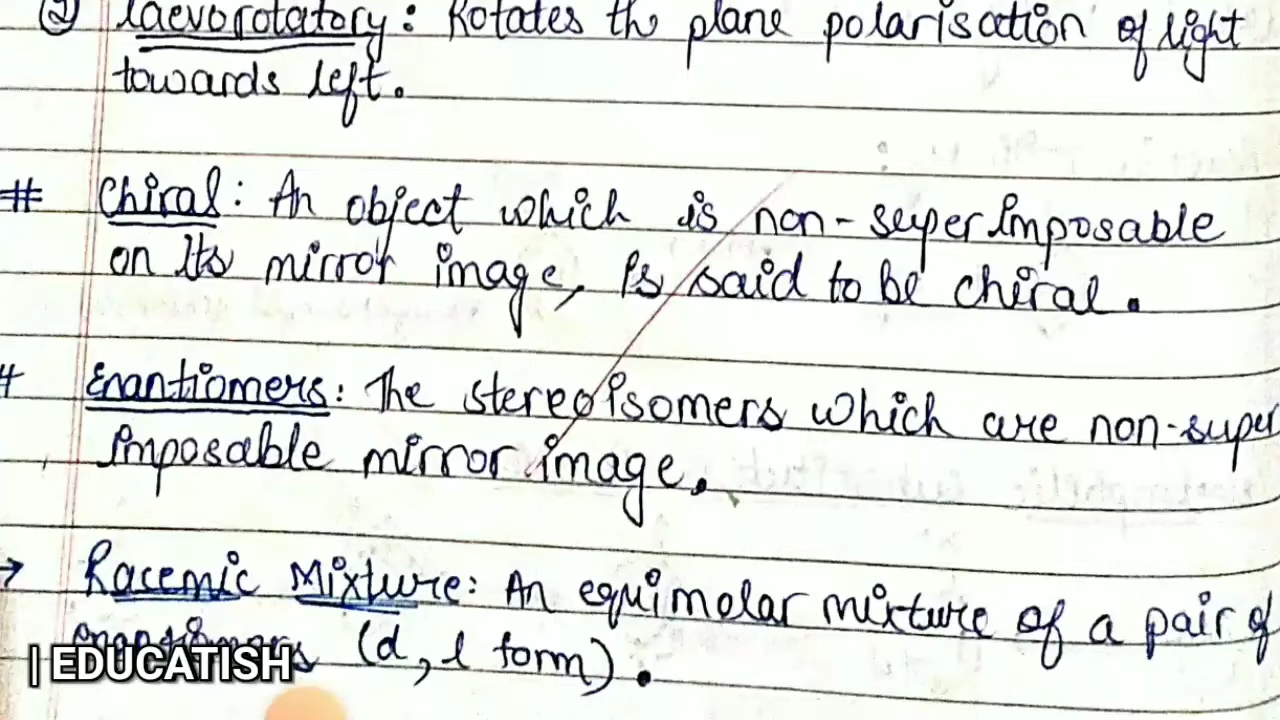 ② Laevorotatory: Rotates the plane polarisation of light
towards left.
# Chiral: An object which is non-superimposable
on Its mirror image, Is said to be chiral.
# Enantiomers: The stereoisomers which are non-super
imposable mirror image.
→ Racemic Mixture: An equimolar mixture of a pair of
enantiomers (d, l form).
| EDUCATISH